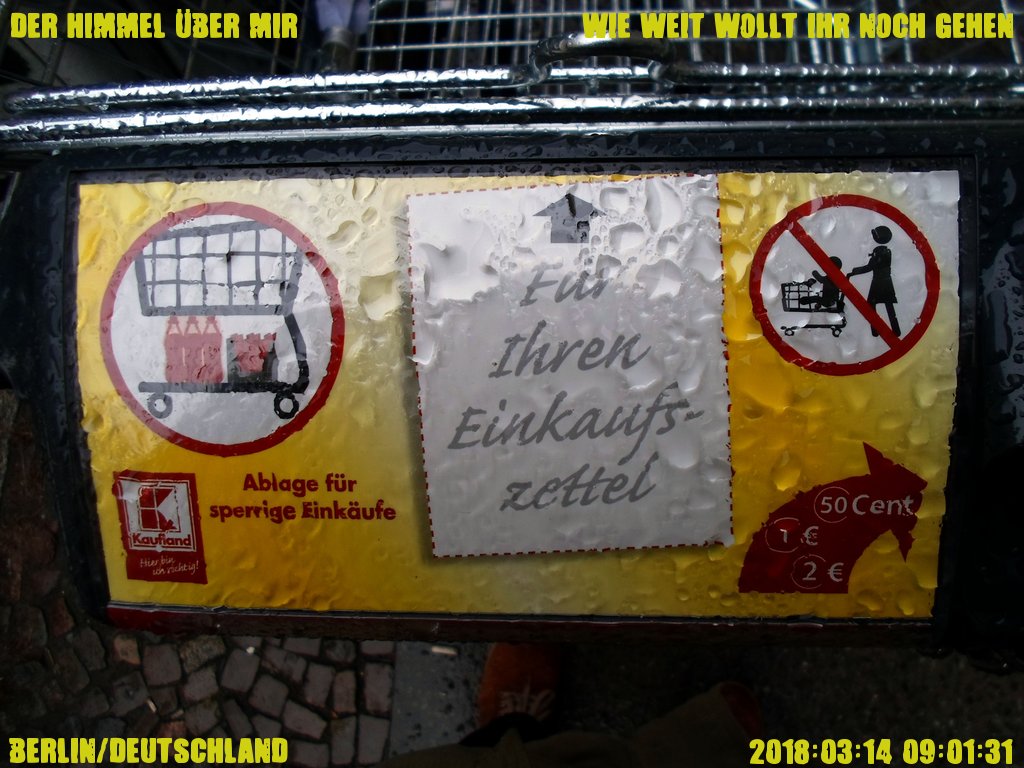 DER HIMMEL ÜBER MIR
WIE WEIT WOLLT IHR NOCH GEHEN
Für
Ihren
Einkaufs-
zettel
Ablage für
sperrige Einkäufe
Kaufland
Hier bin
ich richtig!
50 Cent
1 €
2 €
BERLIN/DEUTSCHLAND
2018:03:14 09:01:31